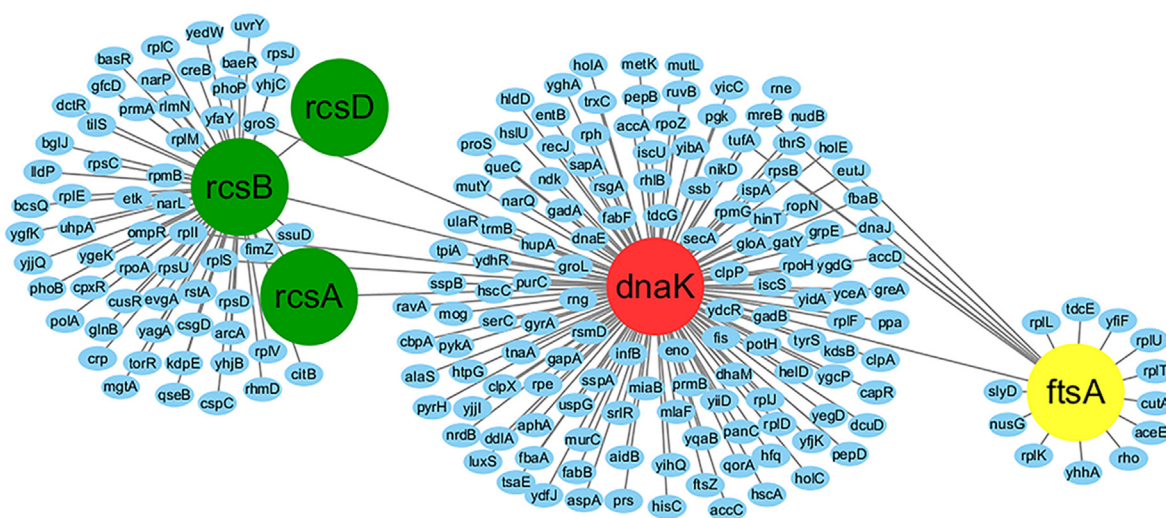 uvrY
yedW
rplC
rpsJ
baeR
basR
creB
narP
yhjC
phoP
gfcD
rlmN
prmA
dctR
yfaY
groS
tilS
rplM
rcsD
bglJ
rpsC
lldP
rpmB
rcsB
rplE
etk
narL
bcsQ
uhpA
ygfK
ompR
rplI
ssuD
fimZ
yjjQ
ygeK
rpoA
rpsU
rplS
phoB
cpxR
cusR
evgA
rstA
rpsD
rcsA
polA
glnB
yagA
csgD
arcA
crp
torR
kdpE
yhjB
rplV
citB
mgtA
qseB
cspC
rhmD
holA
metK
mutL
yghA
trxC
pepB
ruvB
yicC
rne
hldD
entB
accA
rpoZ
pgk
mreB
nudB
hslU
recJ
rph
iscU
yibA
tufA
thrS
holE
proS
queC
sapA
rhlB
nikD
rpsB
eutJ
mutY
ndk
rsgA
ssb
ispA
fbaB
narQ
gadA
fabF
tdcG
rpmG
hinT
ropN
ularR
trmB
dnaE
secA
gloA
gatY
grpE
dnaJ
tpiA
ydhR
hupA
groL
clpP
rpoH
ygdG
accD
sspB
hscC
purC
dnaK
iscS
yidA
yceA
greA
ravA
mog
serC
rng
ydcR
gadB
rplF
ppa
cbpA
pykA
gyrA
rsmD
fis
potH
tyrS
kdsB
clpA
alaS
htpG
tnaA
gapA
infB
eno
dhaM
helD
ygcP
capR
pyrH
yjjI
clpX
rpe
sspA
miaB
prmB
yiiD
rplJ
yegD
dcuD
nrdB
ddlA
aphA
uspG
srlR
mlaF
yqaB
panC
rplD
yfjK
pepD
luxS
fbaA
murC
aidB
yihQ
qorA
hfq
holC
tsaE
ydfJ
fabB
aspA
prs
hisC
ftsZ
accC
hscA
tdcE
rplL
yfiF
rplU
rplT
slyD
ftsA
cutA
nusG
aceE
rplK
rho
yhhA